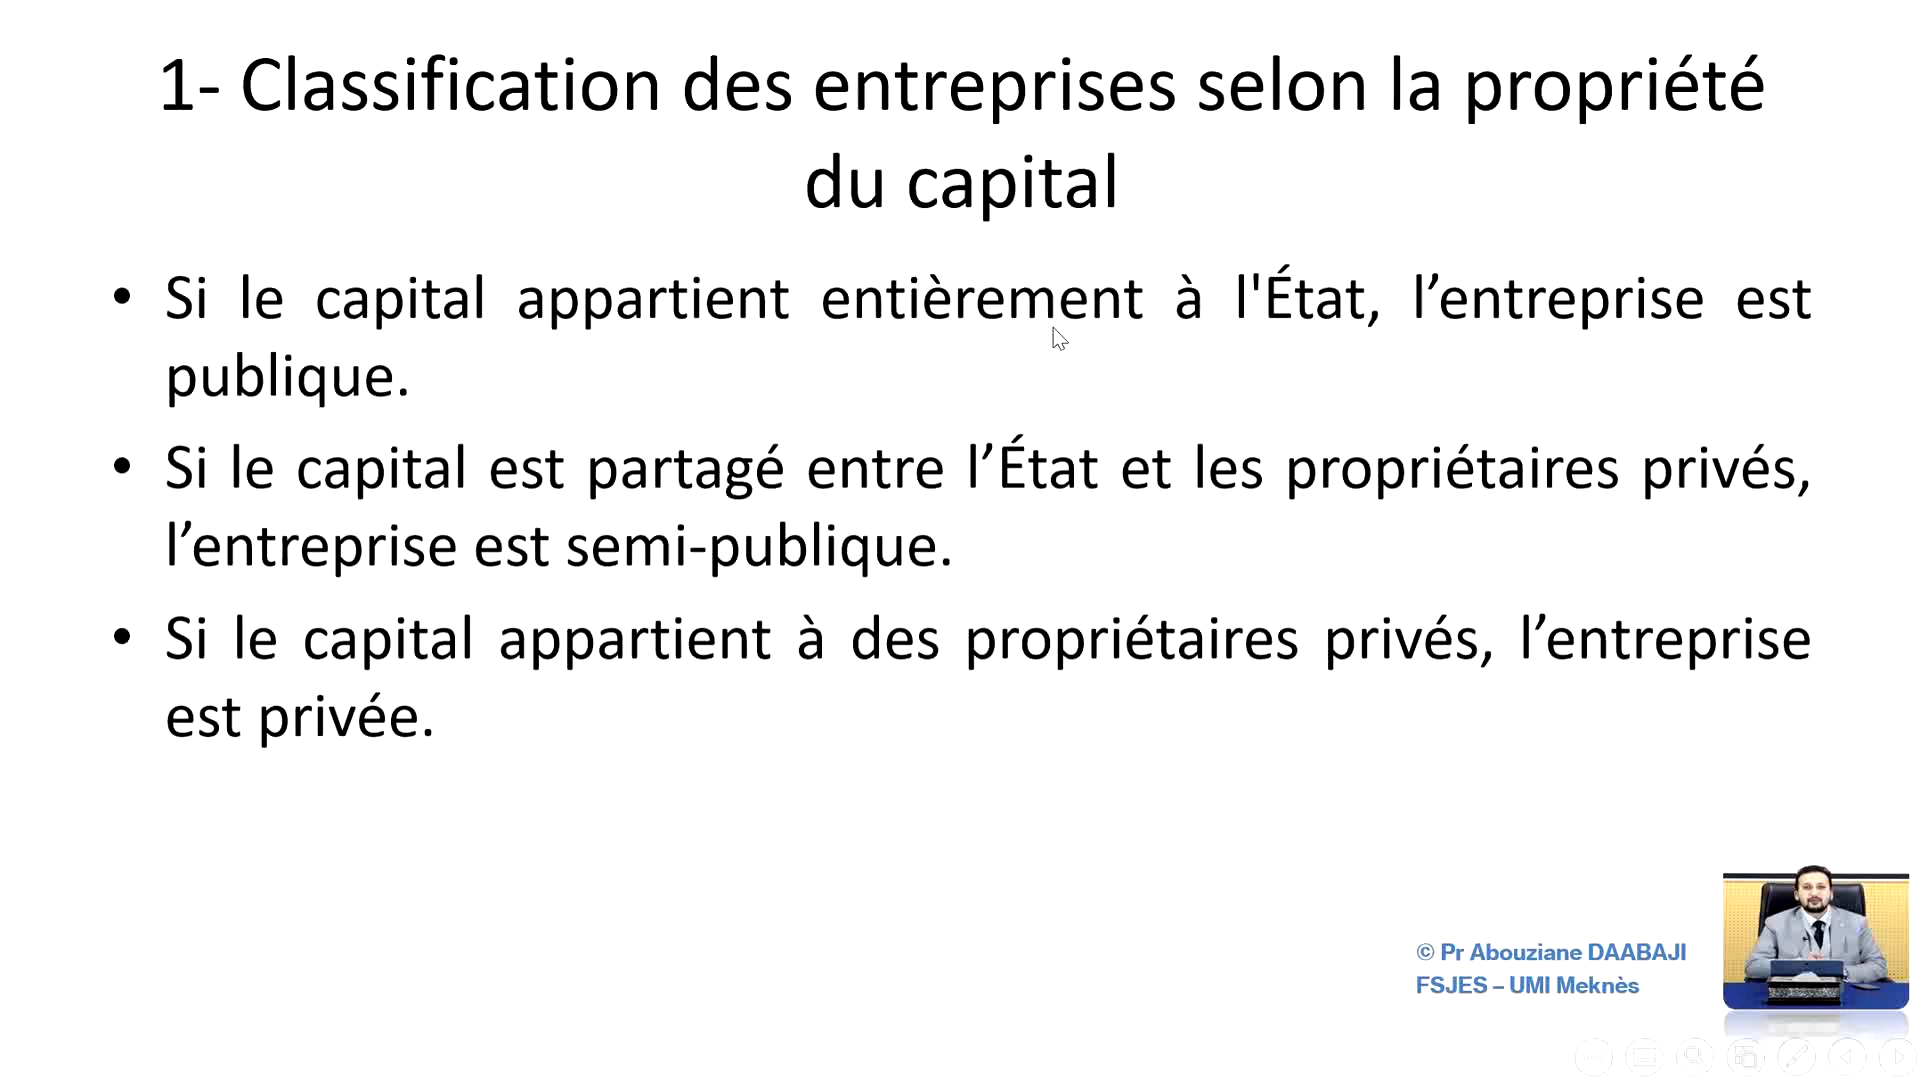 1- Classification des entreprises selon la propriété
du capital
• Si le capital appartient entièrement à l'État, l’entreprise est
publique.
• Si le capital est partagé entre l’État et les propriétaires privés,
l’entreprise est semi-publique.
• Si le capital appartient à des propriétaires privés, l’entreprise
est privée.
© Pr Abouziane DAABAJI
FSJES – UMI Meknès